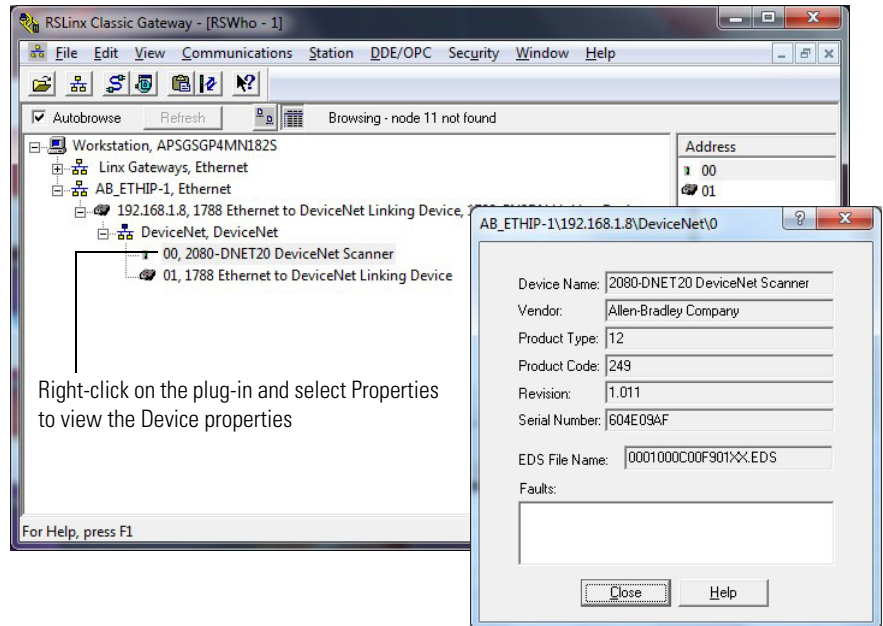 RSLinx Classic Gateway - [RSWho - 1]
File Edit View Communications Station DDE/OPC Security Window Help
Autobrowse Refresh Browsing - node 11 not found
Workstation, APSGSGP4MN182S
Linx Gateways, Ethernet
AB_ETHIP-1, Ethernet
192.168.1.8, 1788 Ethernet to DeviceNet Linking Device,
DeviceNet, DeviceNet
00, 2080-DNET20 DeviceNet Scanner
01, 1788 Ethernet to DeviceNet Linking Device
Address
00
01
Right-click on the plug-in and select Properties
to view the Device properties
For Help, press F1
AB_ETHIP-1\192.168.1.8\DeviceNet\0
Device Name: 2080-DNET20 DeviceNet Scanner
Vendor: Allen-Bradley Company
Product Type: 12
Product Code: 249
Revision: 1.011
Serial Number: 604E09AF
EDS File Name: 0001000C00F901XX.EDS
Faults:
Close Help